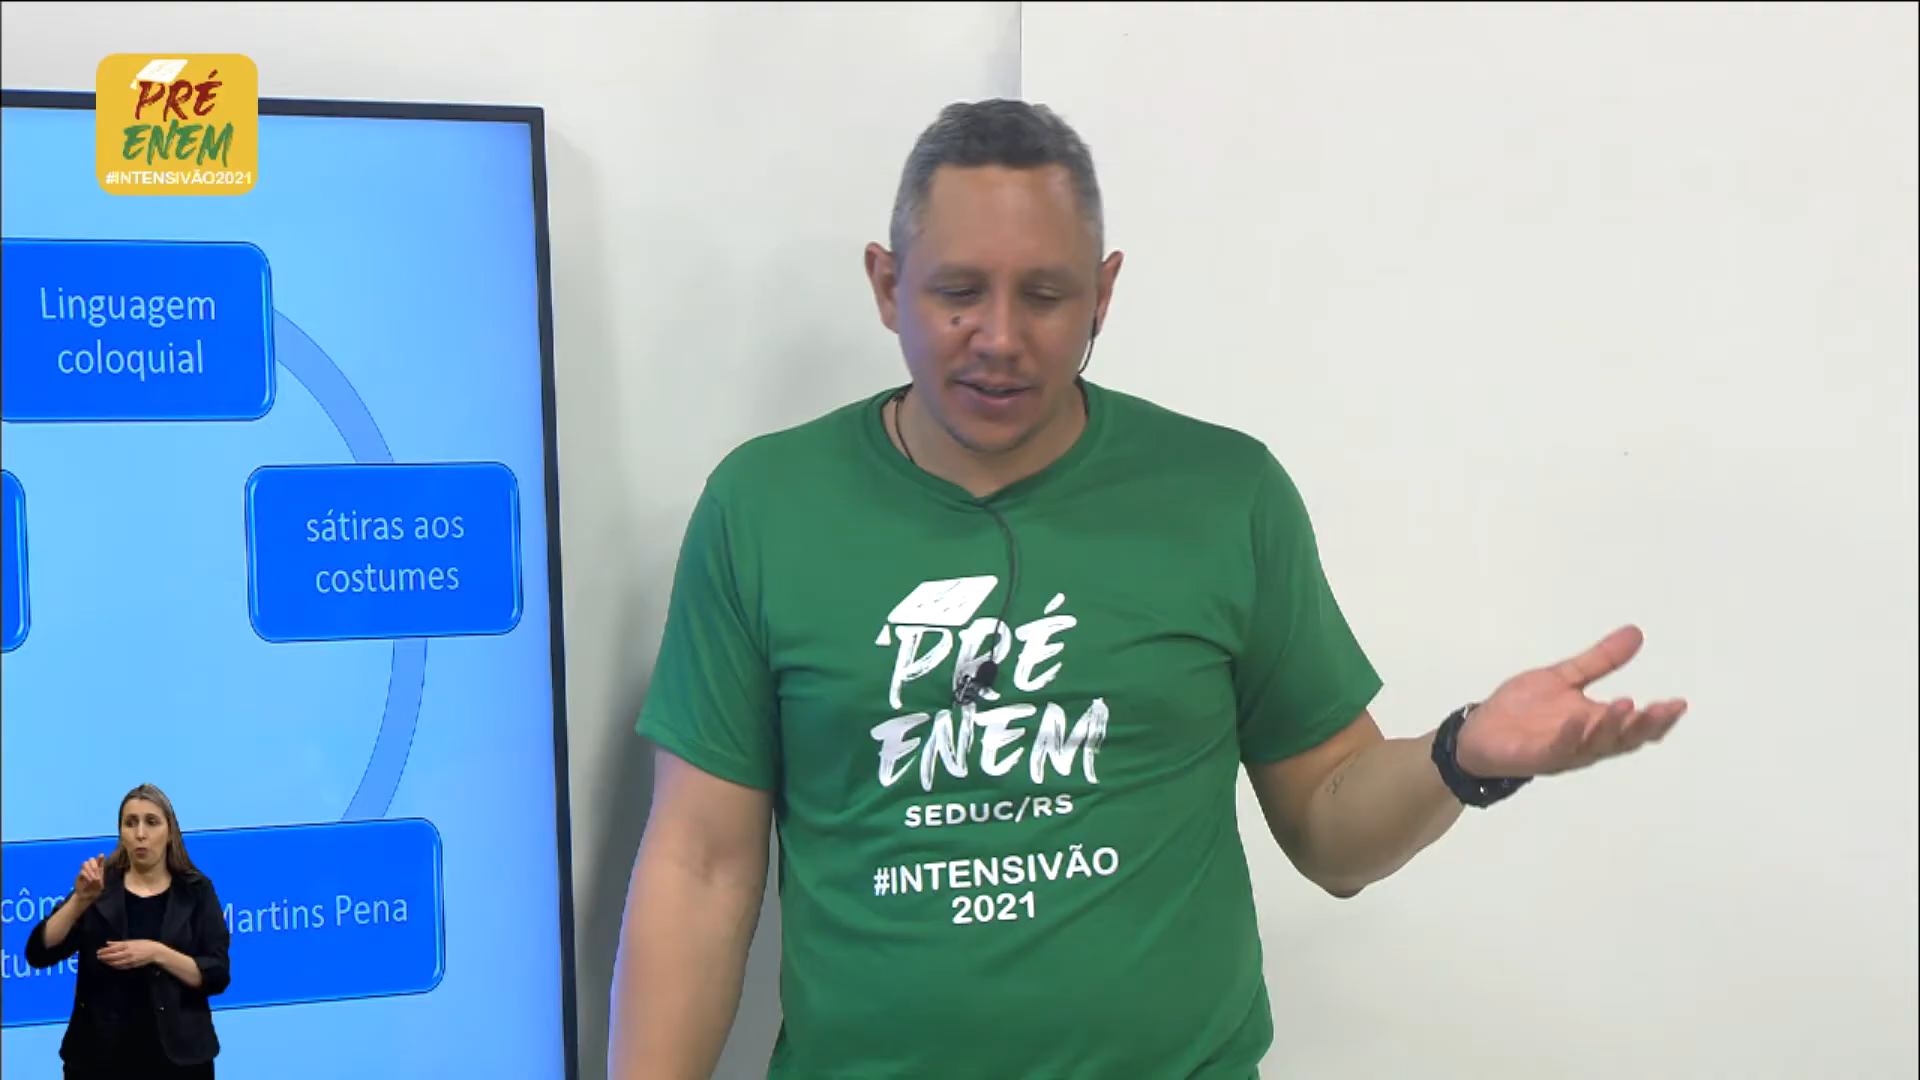 PRÉ
ENEM
#INTENSIVÃO2021
Linguagem
coloquial
sátiras aos
costumes
Martins Pena
PRÉ
ENEM
SEDUC/RS
#INTENSIVÃO
2021